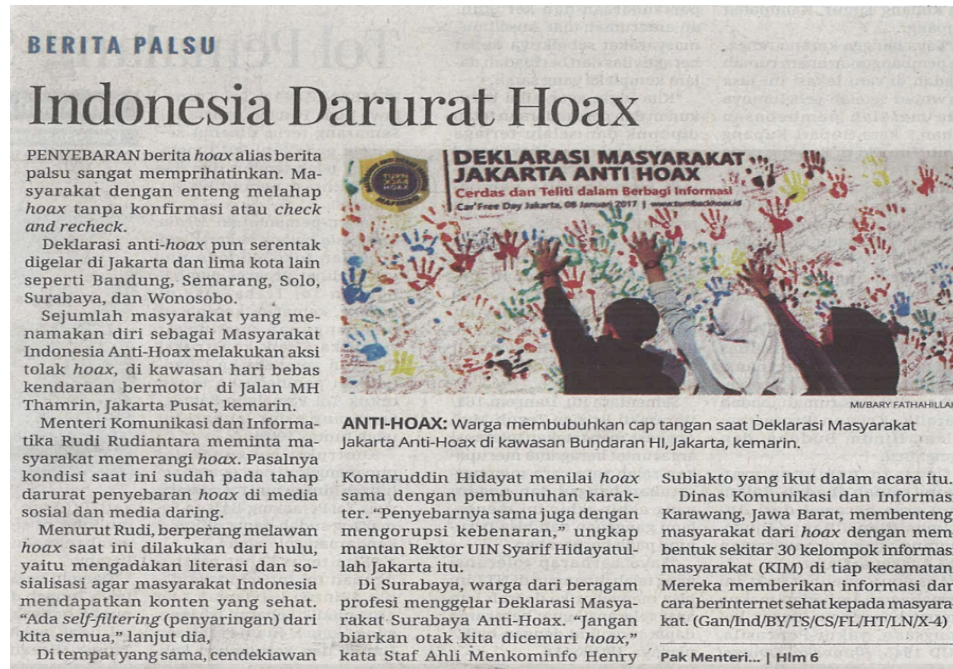 BERITA PALSU
Indonesia Darurat Hoax
PENYEBARAN berita hoax alias berita
palsu sangat memprihatinkan. Ma-
syarakat dengan enteng melahap
hoax tanpa konfirmasi atau check
and recheck.
Deklarasi anti-hoax pun serentak
digelar di Jakarta dan lima kota lain
seperti Bandung, Semarang, Solo,
Surabaya, dan Wonosobo.
Sejumlah masyarakat yang me-
namakan diri sebagai Masyarakat
Indonesia Anti-Hoax melakukan aksi
tolak hoax, di kawasan hari bebas
kendaraan bermotor di Jalan MH
Thamrin, Jakarta Pusat, kemarin.
Menteri Komunikasi dan Informa-
tika Rudi Rudiantara meminta ma-
syarakat memerangi hoax. Pasalnya
kondisi saat ini sudah pada tahap
darurat penyebaran hoax di media
sosial dan media daring.
Menurut Rudi, berperang melawan
hoax saat ini dilakukan dari hulu,
yaitu mengadakan literasi dan so-
sialisasi agar masyarakat Indonesia
mendapatkan konten yang sehat.
“Ada self-filtering (penyaringan) dari
kita semua,” lanjut dia,
Di tempat yang sama, cendekiawan
TURN
BACK
HOAX
DEKLARASI MASYARAKAT
JAKARTA ANTI HOAX
Cerdas dan Teliti dalam Berbagi Informasi
Car Free Day Jakarta, 08 Januari 2017 | www.turnbackhoax.id
MI/BARY FATHAHILLAH
ANTI-HOAX: Warga membubuhkan cap tangan saat Deklarasi Masyarakat
Jakarta Anti-Hoax di kawasan Bundaran HI, Jakarta, kemarin.
Komaruddin Hidayat menilai hoax
sama dengan pembunuhan karak-
ter. “Penyebarnya sama juga dengan
mengorupsi kebenaran,” ungkap
mantan Rektor UIN Syarif Hidayatul-
lah Jakarta itu.
Di Surabaya, warga dari beragam
profesi menggelar Deklarasi Masya-
rakat Surabaya Anti-Hoax. “Jangan
biarkan otak kita dicemari hoax,”
kata Staf Ahli Menkominfo Henry
Subiakto yang ikut dalam acara itu.
Dinas Komunikasi dan Informasi
Karawang, Jawa Barat, membentengi
masyarakat dari hoax dengan mem
bentuk sekitar 30 kelompok informasi
masyarakat (KIM) di tiap kecamatan
Mereka memberikan informasi dan
cara berinternet sehat kepada masyara-
kat. (Gan/Ind/BY/TS/CS/FL/HT/LN/X-4)
Pak Menteri... | Hlm 6